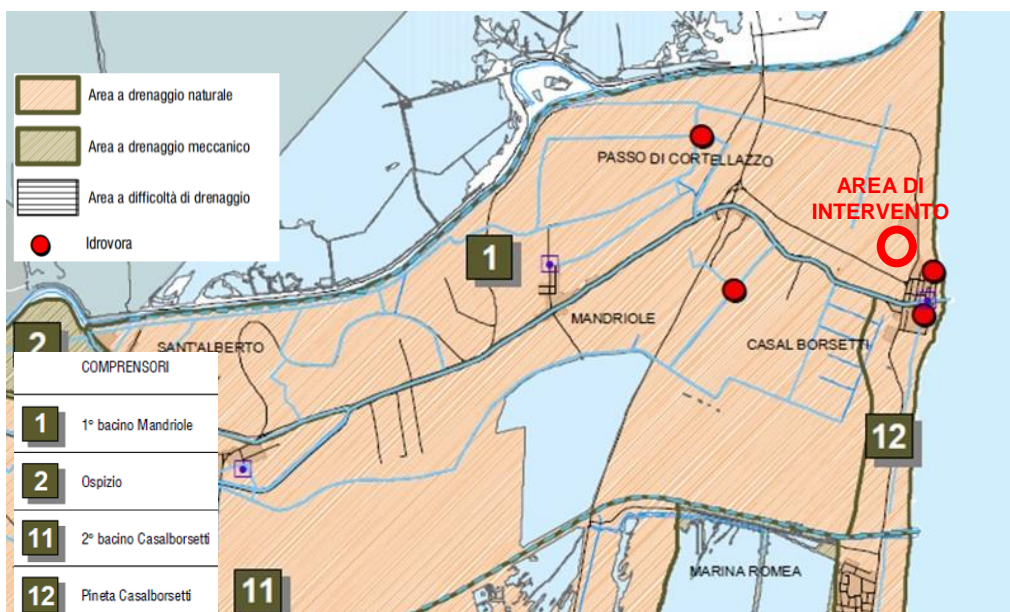 Area a drenaggio naturale
Area a drenaggio meccanico
Area a difficoltà di drenaggio
Idrovora
PASSO DI CORTELLAZZO
AREA DI
INTERVENTO
1
MANDRIOLE
CASAL BORSETTI
SANT'ALBERTO
2
12
11
MARINA ROMEA
COMPRENSORI
1 1° bacino Mandriole
2 Ospizio
11 2° bacino Casalborsetti
12 Pineta Casalborsetti